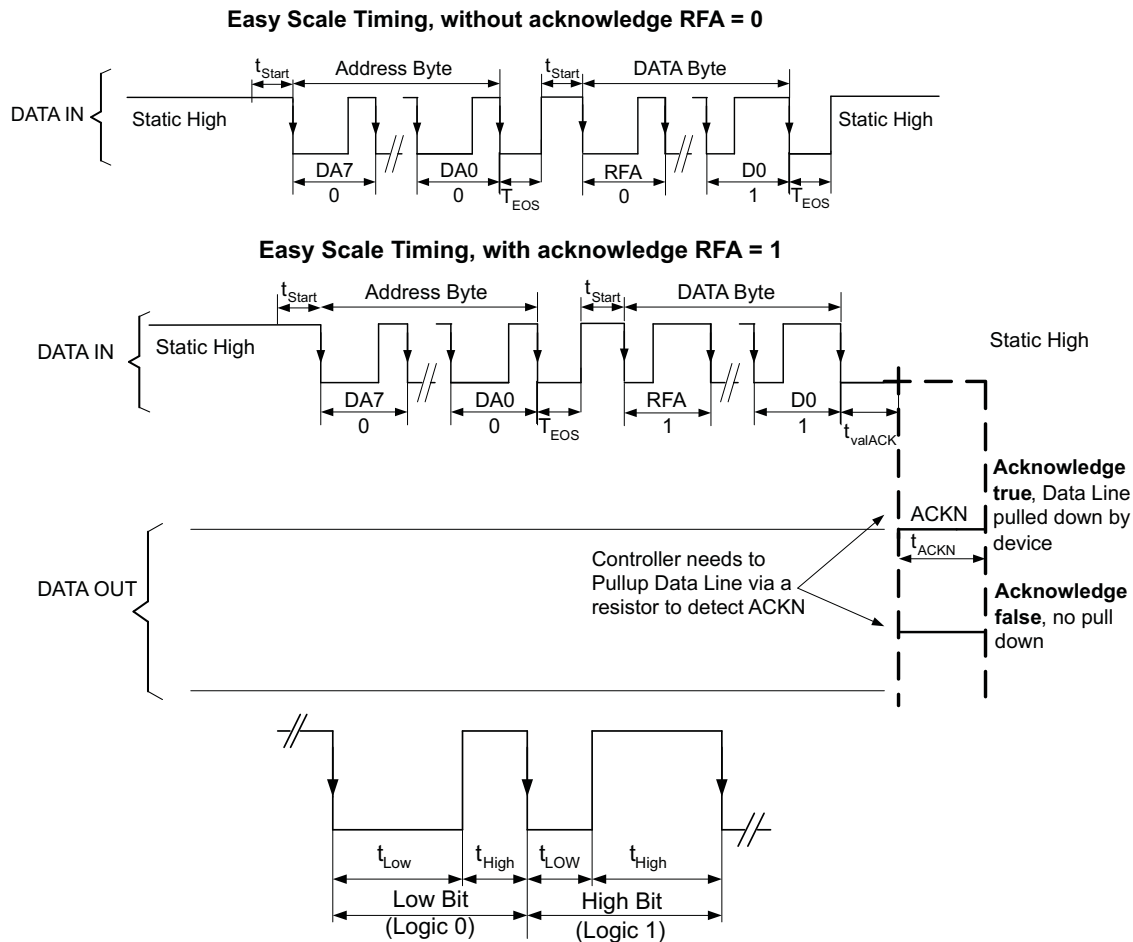 Easy Scale Timing, without acknowledge RFA = 0
tStart
Address Byte
tStart
DATA Byte
DATA IN
Static High
Static High
DA7
0
DA0
0
TEOS
RFA
0
D0
1
TEOS
Easy Scale Timing, with acknowledge RFA = 1
tStart
Address Byte
tStart
DATA Byte
DATA IN
Static High
Static High
DA7
0
DA0
0
TEOS
RFA
1
D0
1
tvalACK
Acknowledge
true, Data Line
pulled down by
device
ACKN
tACKN
Controller needs to
Pullup Data Line via a
resistor to detect ACKN
DATA OUT
Acknowledge
false, no pull
down
tLow
tHigh
tLOW
tHigh
Low Bit
(Logic 0)
High Bit
(Logic 1)